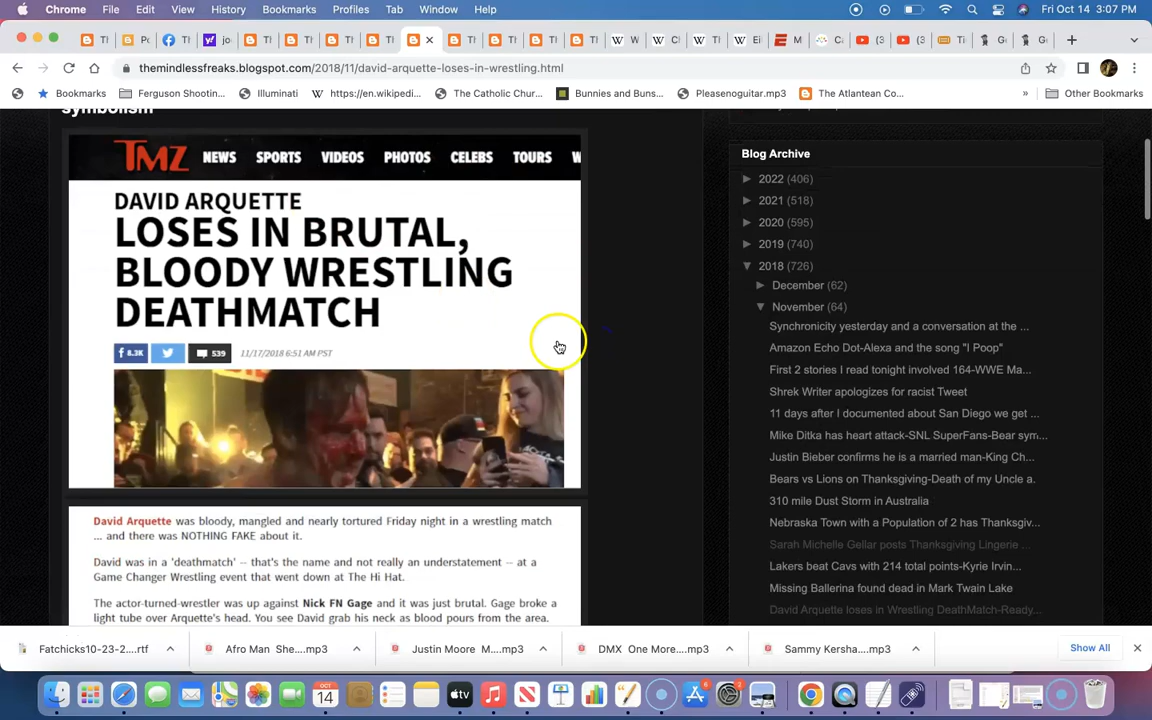 Chrome File Edit View History Bookmarks Profiles Tab Window Help Fri Oct 14 3:07 PM
themindlessfreaks.blogspot.com/2018/11/david-arquette-loses-in-wrestling.html
Bookmarks Ferguson Shootin... Illuminati https://en.wikipedi... The Catholic Chur... Bunnies and Buns... Pleasenoguitar.mp3 The Atlantean Co... » Other Bookmarks
symbolism
TMZ NEWS SPORTS VIDEOS PHOTOS CELEBS TOURS
DAVID ARQUETTE
LOSES IN BRUTAL,
BLOODY WRESTLING
DEATHMATCH
8.3K 539 11/17/2018 6:51 AM PST
David Arquette was bloody, mangled and nearly tortured Friday night in a wrestling match
... and there was NOTHING FAKE about it.
David was in a 'deathmatch' -- that's the name and not really an understatement -- at a
Game Changer Wrestling event that went down at The Hi Hat.
The actor-turned-wrestler was up against Nick FN Gage and it was just brutal. Gage broke a
light tube over Arquette's head. You see David grab his neck as blood pours from the area.
Blog Archive
► 2022 (406)
► 2021 (518)
► 2020 (595)
► 2019 (740)
▼ 2018 (726)
► December (62)
▼ November (64)
Synchronicity yesterday and a conversation at the ...
Amazon Echo Dot-Alexa and the song "I Poop"
First 2 stories I read tonight involved 164-WWE Ma...
Shrek Writer apologizes for racist Tweet
11 days after I documented about San Diego we get ...
Mike Ditka has heart attack-SNL SuperFans-Bear sym...
Justin Bieber confirms he is a married man-King Ch...
Bears vs Lions on Thanksgiving-Death of my Uncle a.
310 mile Dust Storm in Australia
Nebraska Town with a Population of 2 has Thanksgiv...
Sarah Michelle Gellar posts Thanksgiving Lingerie ...
Lakers beat Cavs with 214 total points-Kyrie Irvin...
Missing Ballerina found dead in Mark Twain Lake
David Arquette loses in Wrestling DeathMatch-Ready...
Fatchicks10-23-2....rtf Afro Man She....mp3 Justin Moore M....mp3 DMX One More....mp3 Sammy Kersha....mp3 Show All